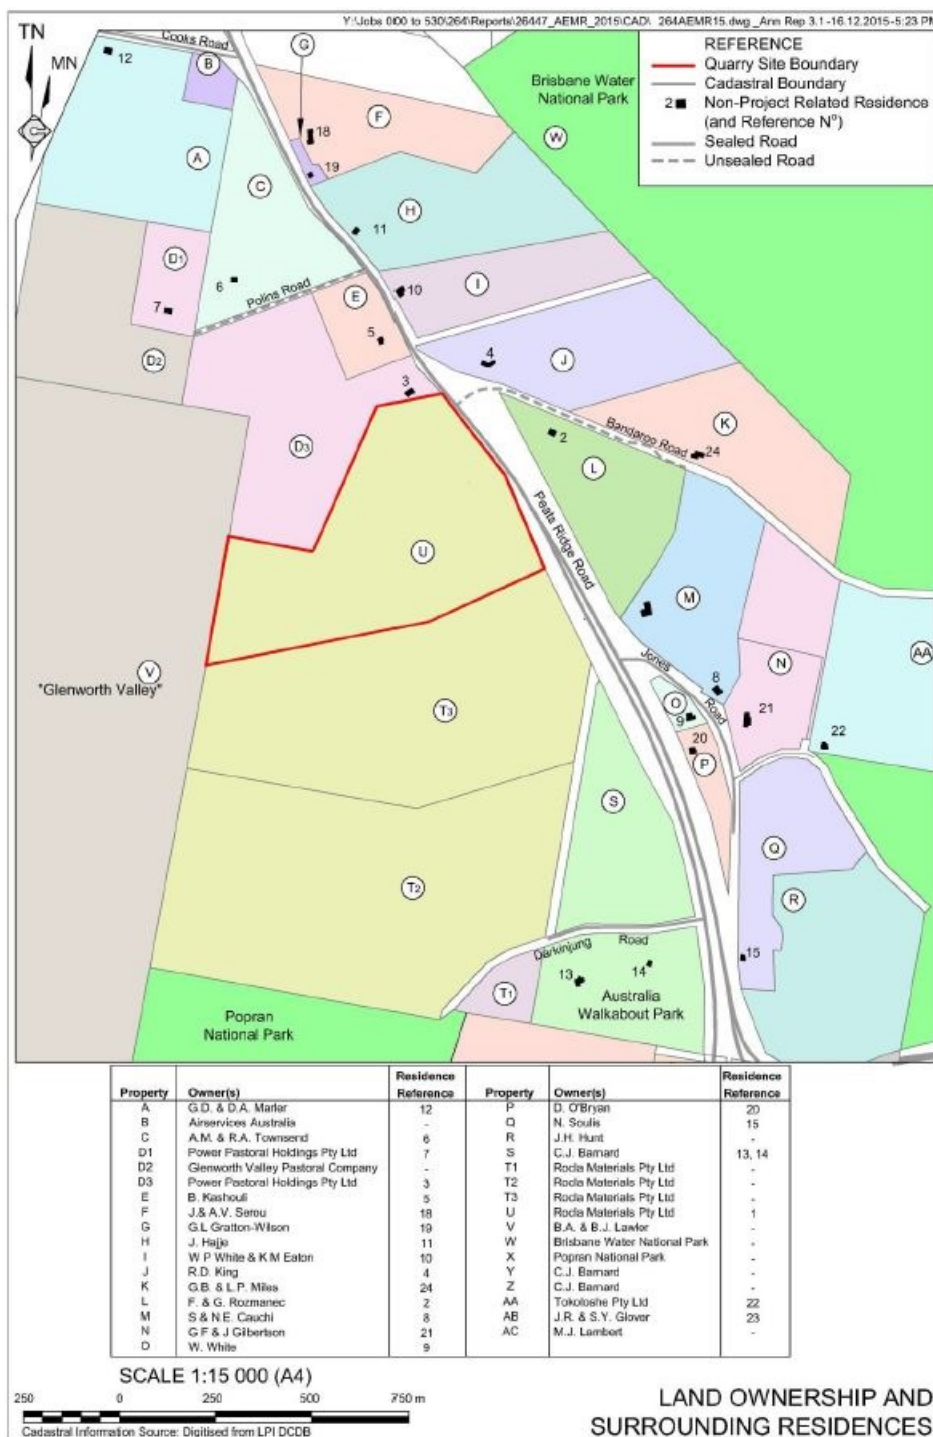 Y:\Jobs 0\00 to 530\264\Reports\26447_AEMR_2015\CAD\ 264AEMR15.dwg_Ann Rep 3.1-16.12.2015-5:23 PM
TN
MN
REFERENCE
Quarry Site Boundary
Cadastral Boundary
2 Non-Project Related Residence
(and Reference Nº)
Sealed Road
Unsealed Road
Cooks Road
12
B
G
F
18
19
Brisbane Water
National Park
W
A
C
H
11
D1
6
7
Polins Road
E
5
10
I
D2
3
4
J
D3
2
Bandaroo Road
24
K
L
Peats Ridge Road
U
M
V
"Glenworth Valley"
Jones
Road
8
N
AA
T3
O
9
21
22
20
P
S
Q
R
T2
Darkinjung Road
15
13
14
T1
Australia
Walkabout Park
Popran
National Park
Property Owner(s) Residence Reference Property Owner(s) Residence Reference
A G.D. & D.A. Marler 12 P D. O'Bryan 20
B Airservices Australia - Q N. Soulis 15
C A.M. & R.A. Townsend 6 R J.H. Hunt -
D1 Power Pastoral Holdings Pty Ltd 7 S C.J. Barnard 13, 14
D2 Glenworth Valley Pastoral Company - T1 Rocla Materials Pty Ltd -
D3 Power Pastoral Holdings Pty Ltd 3 T2 Rocla Materials Pty Ltd -
E B. Kashouli 5 T3 Rocla Materials Pty Ltd -
F J.& A.V. Serou 18 U Rocla Materials Pty Ltd 1
G G.L Gratton-Wilson 19 V B.A. & B.J. Lawler -
H J. Hajje 11 W Brisbane Water National Park -
I W P White & K M Eaton 10 X Popran National Park -
J R.D. King 4 Y C.J. Barnard -
K G.B. & L.P. Miles 24 Z C.J. Barnard -
L F. & G. Rozmanec 2 AA Tokoloshe Pty Ltd 22
M S & N.E. Cauchi 8 AB J.R. & S.Y. Glover 23
N G F & J Gilbertson 21 AC M.J. Lambert -
O W. White 9
SCALE 1:15 000 (A4)
250 0 250 500 750 m
Cadastral Information Source: Digitised from LPI DCDB
LAND OWNERSHIP AND
SURROUNDING RESIDENCES